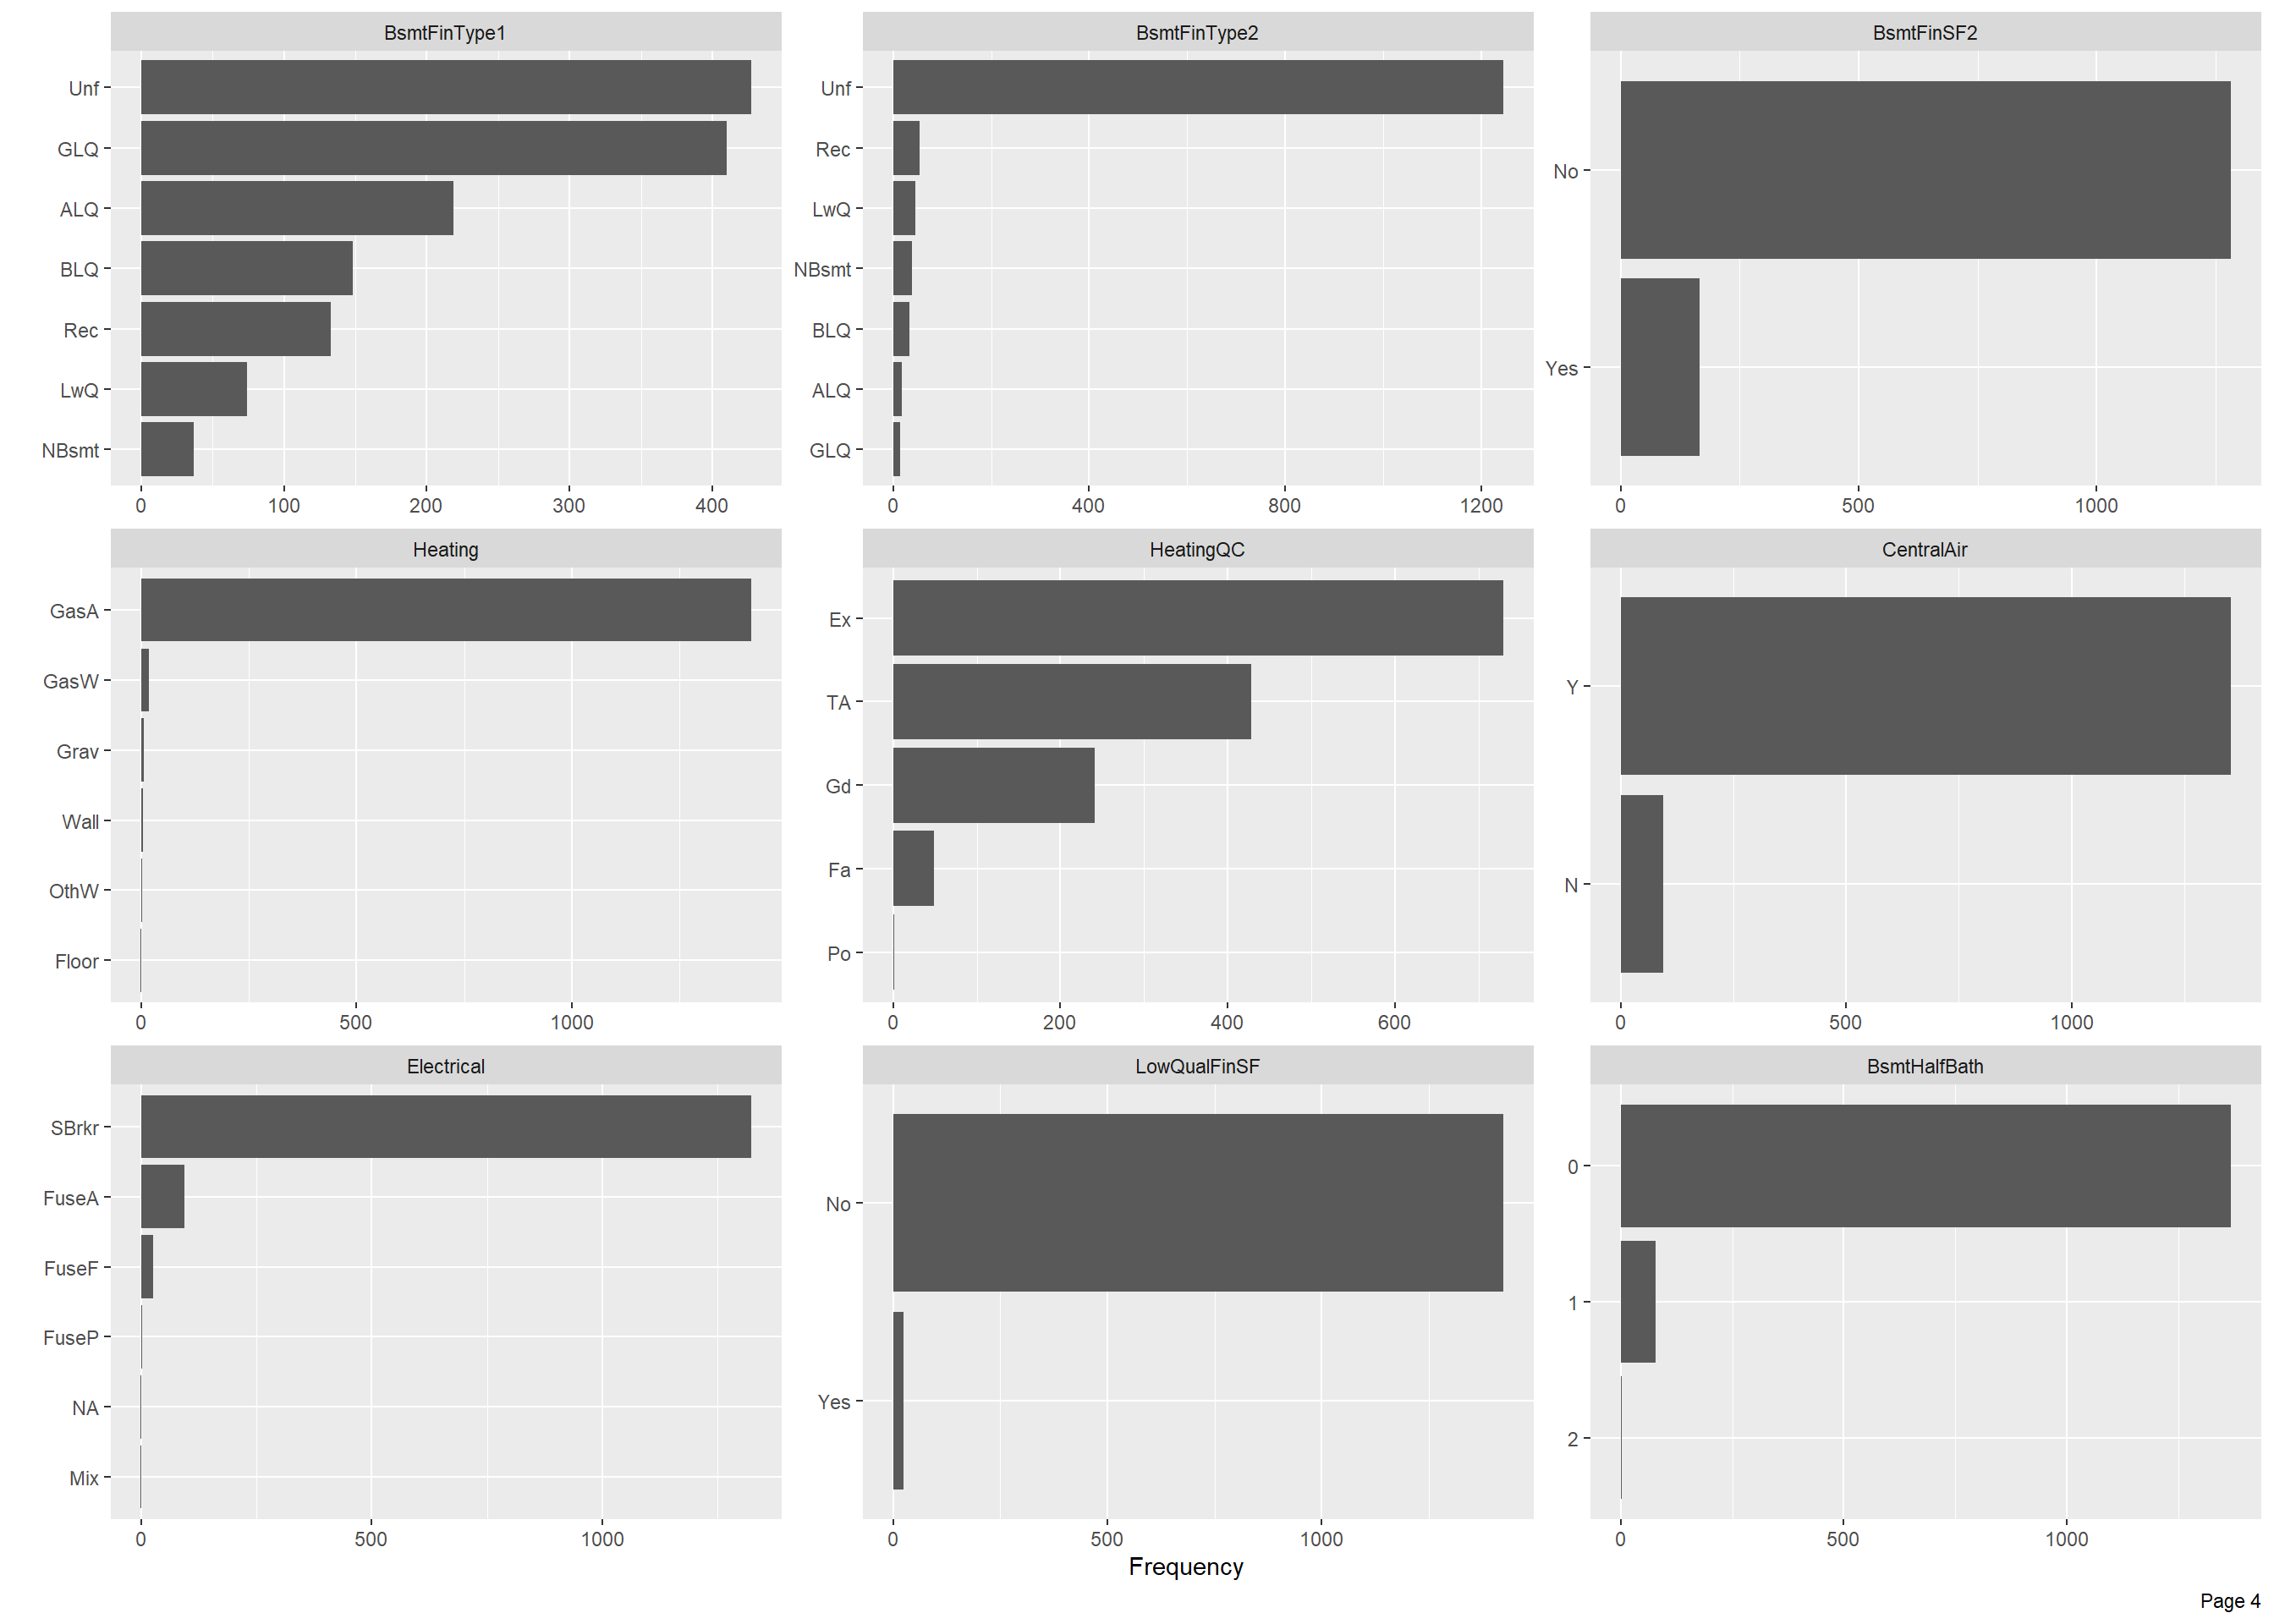 BsmtFinType1
Unf
GLQ
ALQ
BLQ
Rec
LwQ
NBsmt
0 100 200 300 400
BsmtFinType2
Unf
Rec
LwQ
NBsmt
BLQ
ALQ
GLQ
0 400 800 1200
BsmtFinSF2
No
Yes
0 500 1000
Heating
GasA
GasW
Grav
Wall
OthW
Floor
0 500 1000
HeatingQC
Ex
TA
Gd
Fa
Po
0 200 400 600
CentralAir
Y
N
0 500 1000
Electrical
SBrkr
FuseA
FuseF
FuseP
NA
Mix
0 500 1000
LowQualFinSF
No
Yes
0 500 1000
BsmtHalfBath
0
1
2
0 500 1000
Frequency
Page 4